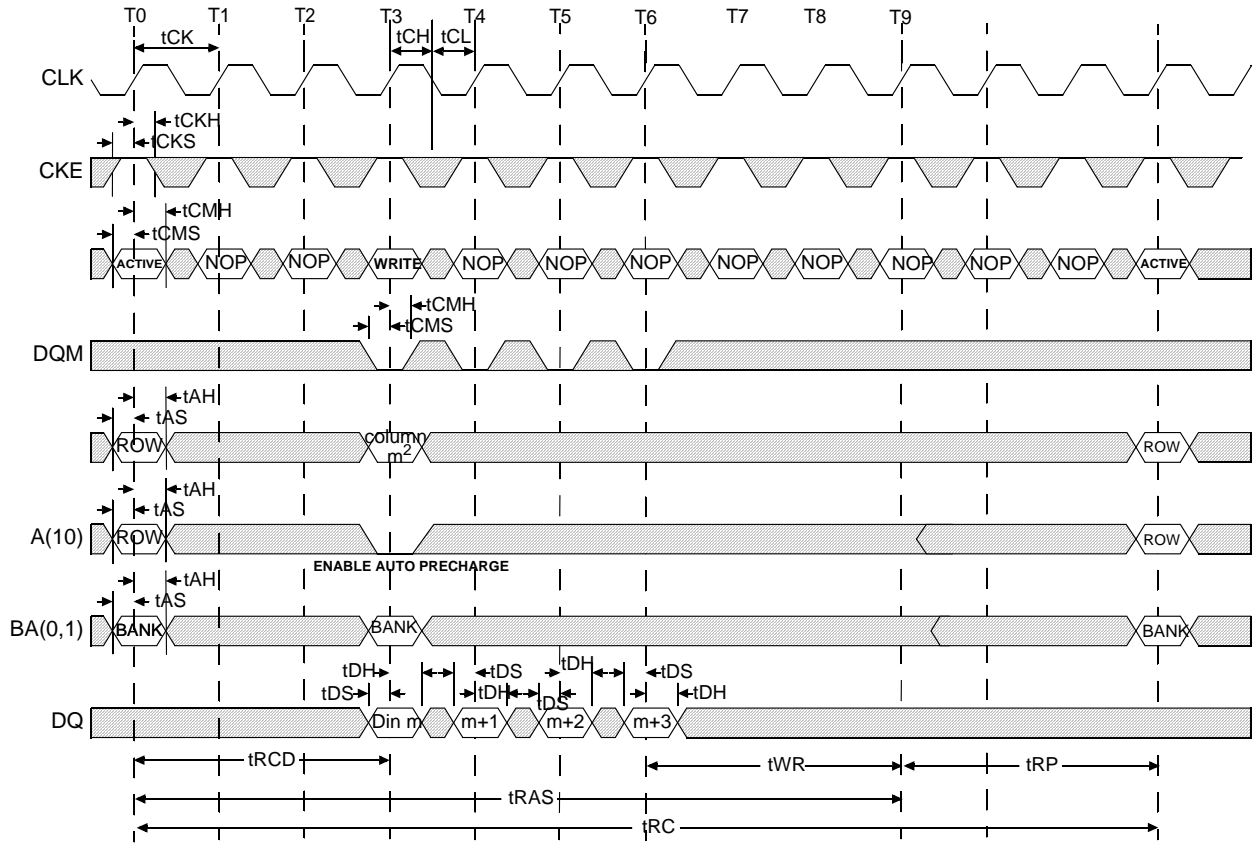 T0 T1 T2 T3 T4 T5 T6 T7 T8 T9
tCK tCH tCL
CLK
tCKH
tCKS
CKE
tCMH
tCMS
ACTIVE NOP NOP WRITE NOP NOP NOP NOP NOP NOP NOP NOP ACTIVE
tCMH
tCMS
DQM
tAH
tAS
ROW column m2 ROW
tAH
tAS
A(10) ROW ROW
ENABLE AUTO PRECHARGE
tAH
tAS
BA(0,1) BANK BANK BANK
tDH tDS tDH tDS
tDS tDH tDS tDH
DQ Din m m+1 m+2 m+3
tRCD tWR tRP
tRAS
tRC